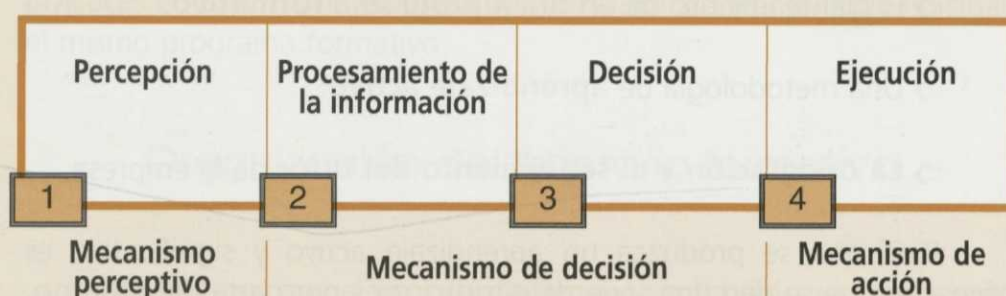 Percepción
Procesamiento de
la información
Decisión
Ejecución
1
2
3
4
Mecanismo
perceptivo
Mecanismo de decisión
Mecanismo de
acción